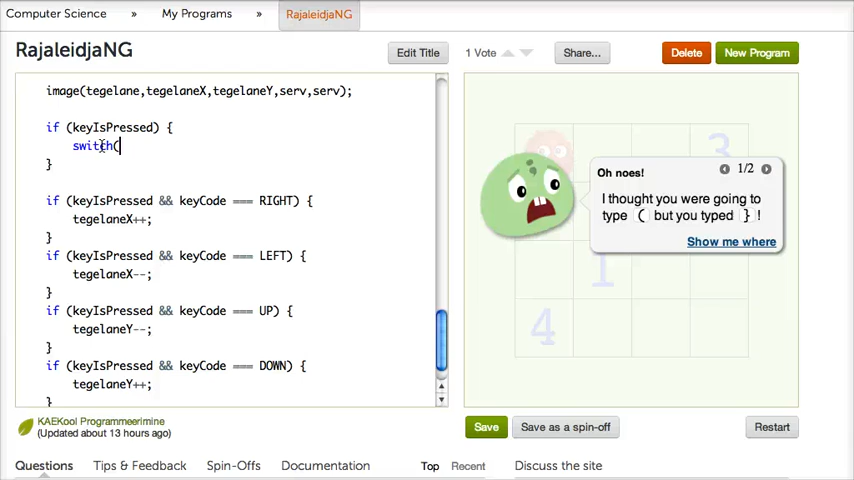 Computer Science » My Programs » RajaleidjaNG
RajaleidjaNG
Edit Title
1 Vote
Share...
Delete
New Program
image(tegelane,tegelaneX,tegelaneY,serv,serv);
if (keyIsPressed) {
switch(
}
if (keyIsPressed && keyCode === RIGHT) {
tegelaneX++;
}
if (keyIsPressed && keyCode === LEFT) {
tegelaneX--;
}
if (keyIsPressed && keyCode === UP) {
tegelaneY--;
}
if (keyIsPressed && keyCode === DOWN) {
tegelaneY++;
}
3
Oh noes!
1/2
I thought you were going to
type ( but you typed } !
Show me where
1
4
KAEKool Programmeerimine
(Updated about 13 hours ago)
Save
Save as a spin-off
Restart
Questions
Tips & Feedback
Spin-Offs
Documentation
Top
Recent
Discuss the site